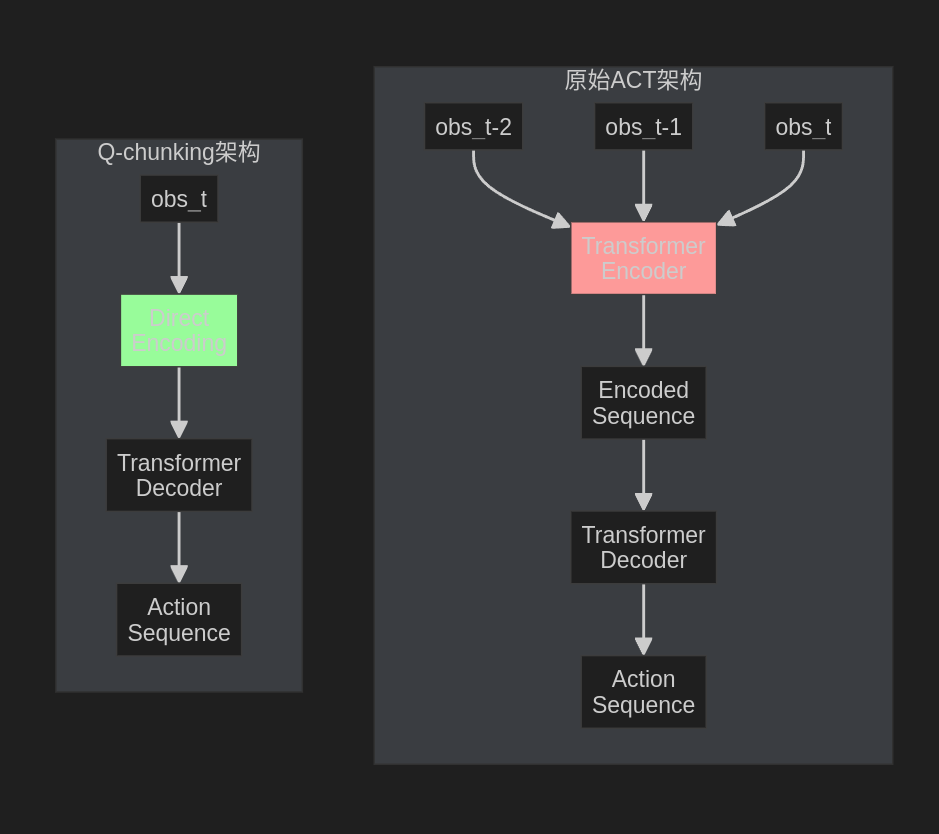 Q-chunking架构
obs_t
Direct
Encoding
Transformer
Decoder
Action
Sequence
原始ACT架构
obs_t-2
obs_t-1
obs_t
Transformer
Encoder
Encoded
Sequence
Transformer
Decoder
Action
Sequence